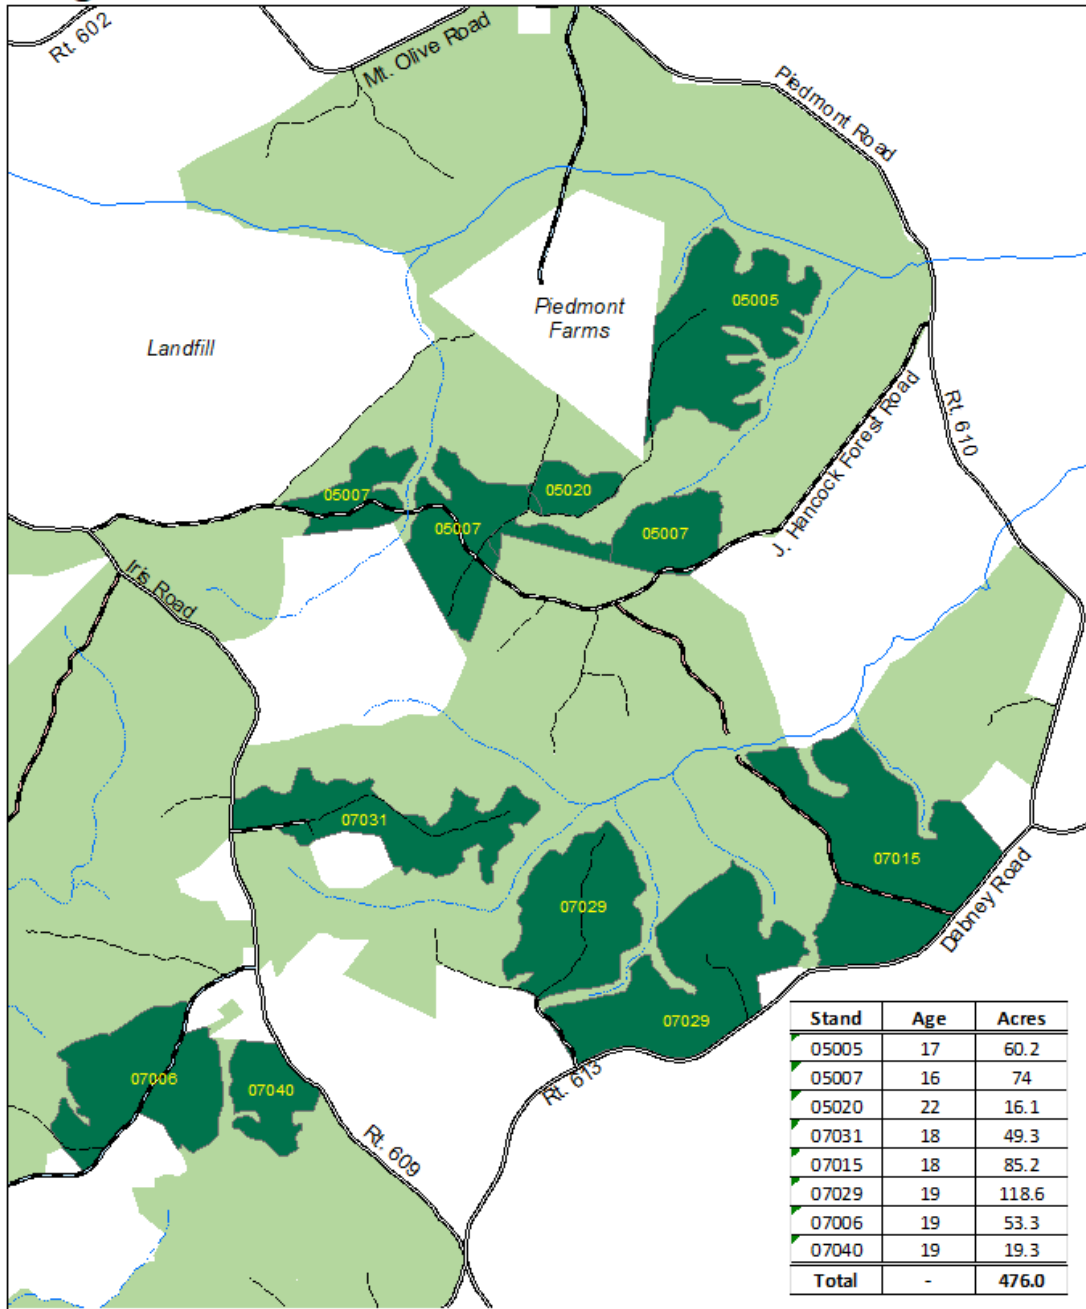 Rt. 602
Mt. Olive Road
Piedmont Road
05005
Piedmont
Farms
Landfill
Rt. 610
J. Hancock Forest Road
05007
05020
05007
05007
Iris Road
07031
07015
07029
Dabney Road
07029
07006
07040
Rt. 613
Rt. 609
Stand Age Acres
05005 17 60.2
05007 16 74
05020 22 16.1
07031 18 49.3
07015 18 85.2
07029 19 118.6
07006 19 53.3
07040 19 19.3
Total - 476.0